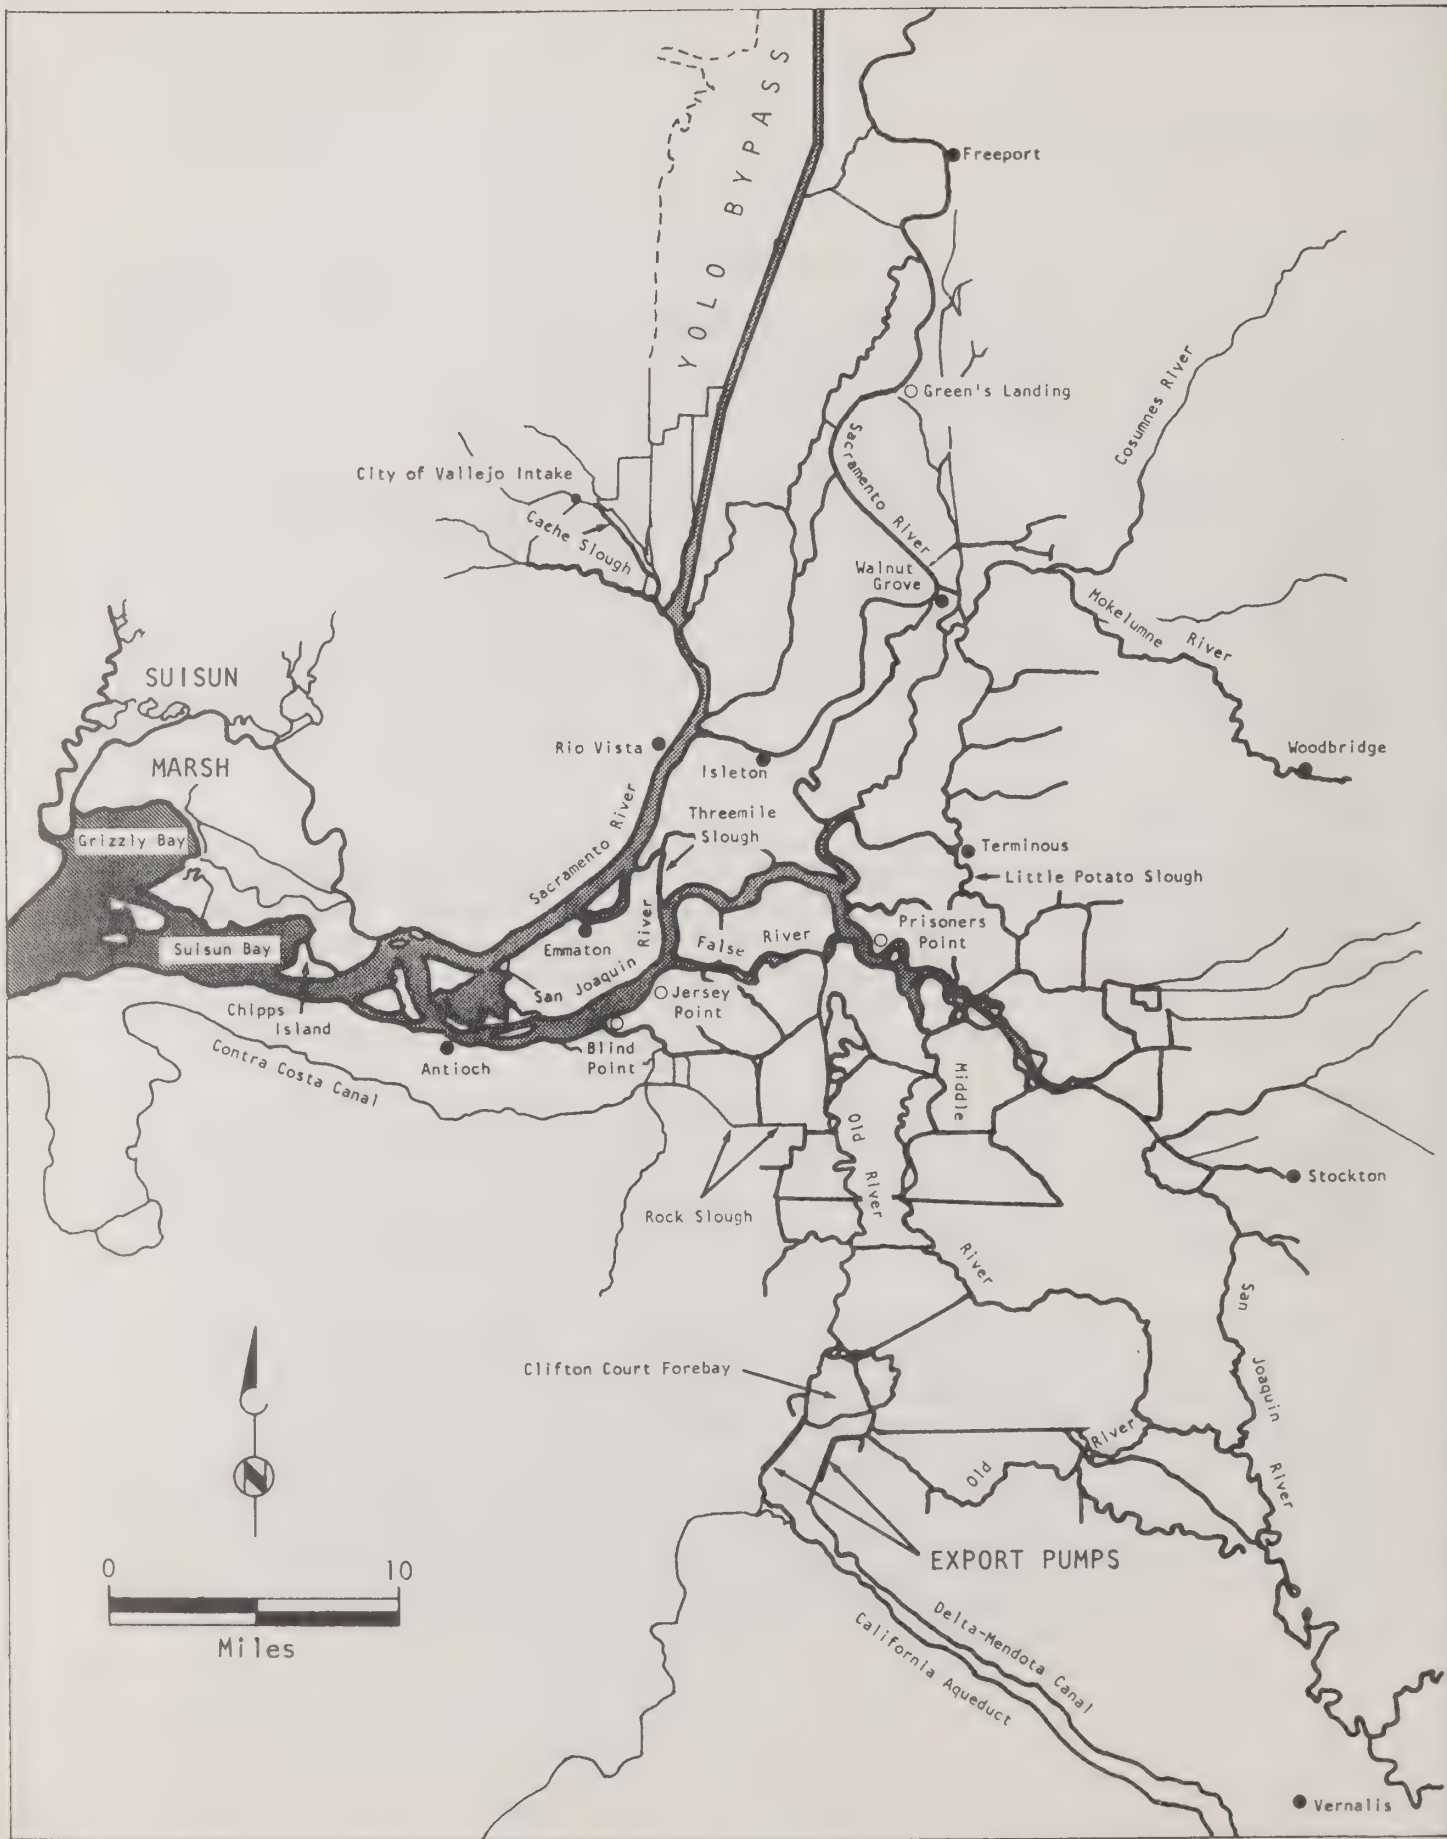 YOLO BYPASS
Freeport
Green's Landing
Cosumnes River
Sacramento River
City of Vallejo Intake
Cache Slough
Walnut
Grove
Mokelumne River
SUISUN
MARSH
Rio Vista
Isleton
Woodbridge
Threemile
Slough
Sacramento River
Grizzly Bay
Terminous
Little Potato Slough
Prisoners
Point
Suisun Bay
Emmaton
San Joaquin River
False River
Jersey
Point
Chipps
Island
Contra Costa Canal
Antioch
Blind
Point
Middle
River
Old
River
Rock Slough
Stockton
San
Joaquin
River
Clifton Court Forebay
Old
River
EXPORT PUMPS
N
0 10
Miles
Delta-Mendota Canal
California Aqueduct
Vernalis